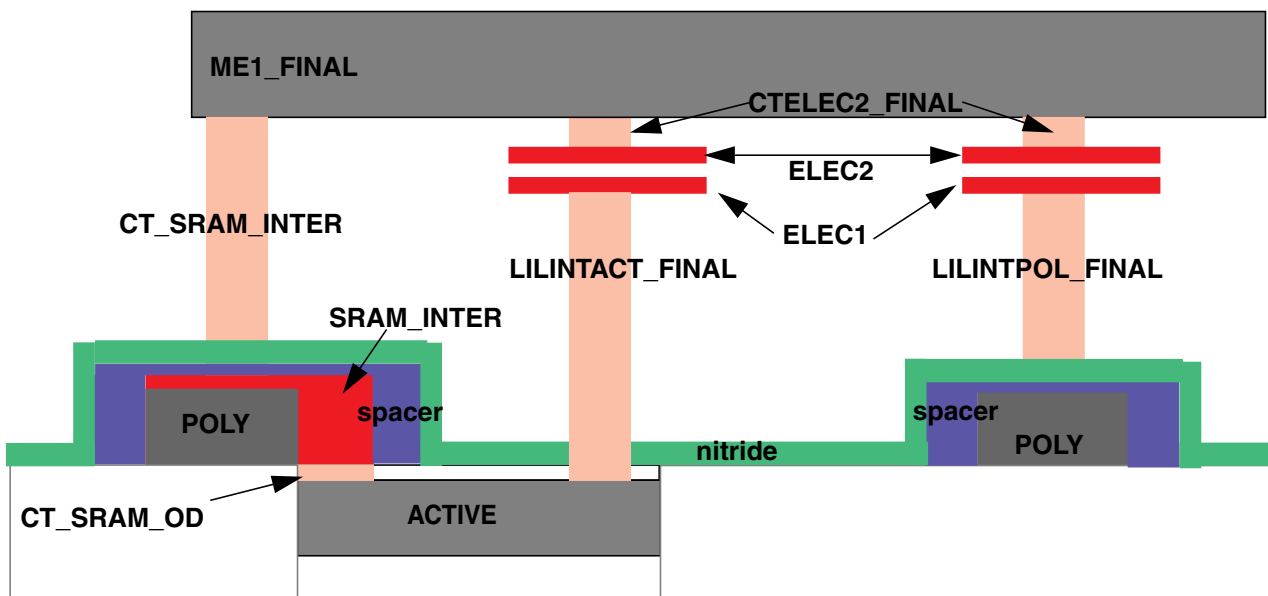 ME1_FINAL
CTELEC2_FINAL
ELEC2
CT_SRAM_INTER
ELEC1
LILINTACT_FINAL
LILINTPOL_FINAL
SRAM_INTER
spacer
spacer
POLY
POLY
nitride
CT_SRAM_OD
ACTIVE